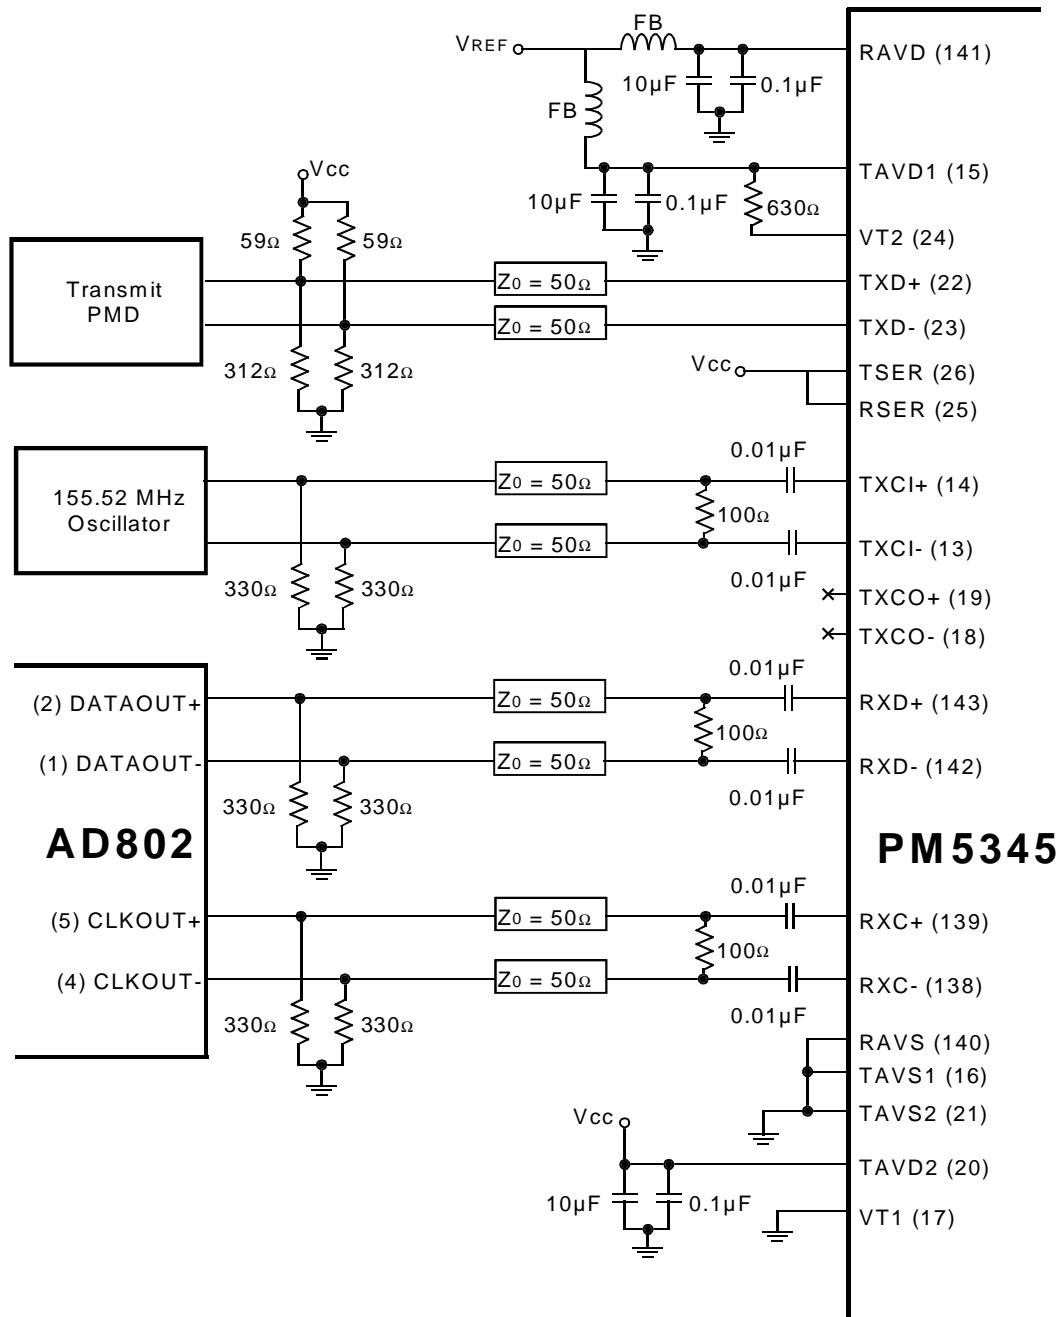 FB
VREF
RAVD (141)
10µF
0.1µF
FB
Vcc
TAVD1 (15)
10µF
0.1µF
630Ω
59Ω
59Ω
VT2 (24)
Transmit
PMD
Z0 = 50Ω
TXD+ (22)
Z0 = 50Ω
TXD- (23)
312Ω
312Ω
Vcc
TSER (26)
RSER (25)
0.01µF
155.52 MHz
Oscillator
Z0 = 50Ω
TXCI+ (14)
100Ω
Z0 = 50Ω
TXCI- (13)
0.01µF
330Ω
330Ω
TXCO+ (19)
TXCO- (18)
0.01µF
(2) DATAOUT+
Z0 = 50Ω
RXD+ (143)
100Ω
(1) DATAOUT-
Z0 = 50Ω
RXD- (142)
0.01µF
330Ω
330Ω
AD802
PM5345
0.01µF
(5) CLKOUT+
Z0 = 50Ω
RXC+ (139)
100Ω
(4) CLKOUT-
Z0 = 50Ω
RXC- (138)
0.01µF
330Ω
330Ω
RAVS (140)
TAVS1 (16)
TAVS2 (21)
Vcc
TAVD2 (20)
10µF
0.1µF
VT1 (17)